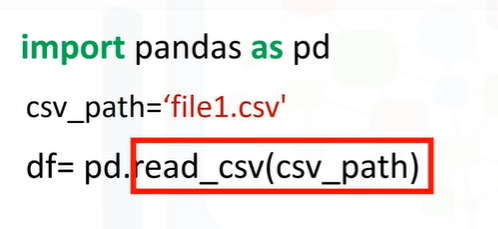 import pandas as pd
csv_path=‘file1.csv'
df= pd.read_csv(csv_path)